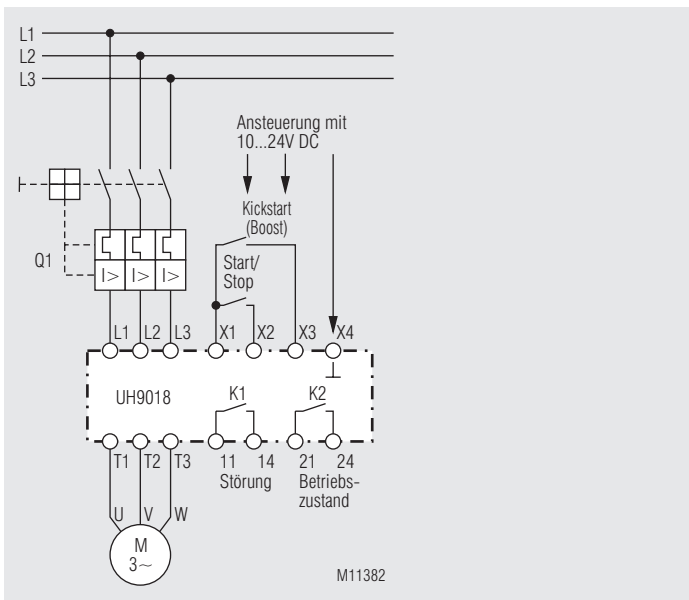 L1
L2
L3
Ansteuerung mit
10...24V DC
Kickstart
(Boost)
Start/
Stop
Q1
I> I> I>
L1 L2 L3 X1 X2 X3 X4
UH9018 K1 K2
T1 T2 T3 11 14 21 24
Störung Betriebs-
zustand
U V W
M
3~
M11382